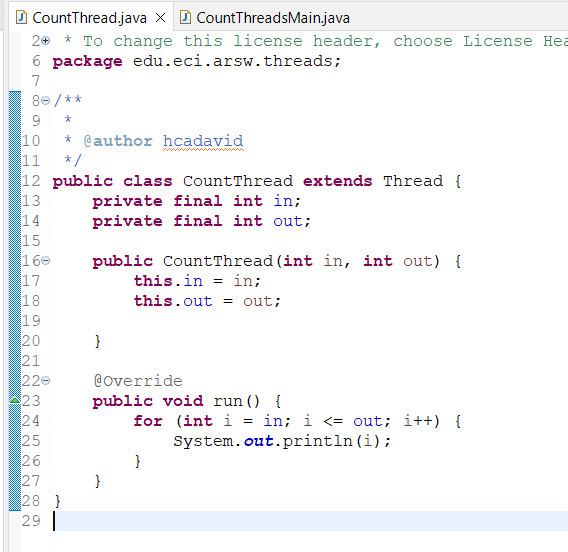 CountThread.java CountThreadsMain.java
2 * To change this license header, choose License Hea
6 package edu.eci.arsw.threads;
7
8 /**
9  *
10  * @author hcadavid
11  */
12 public class CountThread extends Thread {
13     private final int in;
14     private final int out;
15
16     public CountThread(int in, int out) {
17         this.in = in;
18         this.out = out;
19
20     }
21
22     @Override
23     public void run() {
24         for (int i = in; i <= out; i++) {
25             System.out.println(i);
26         }
27     }
28 }
29